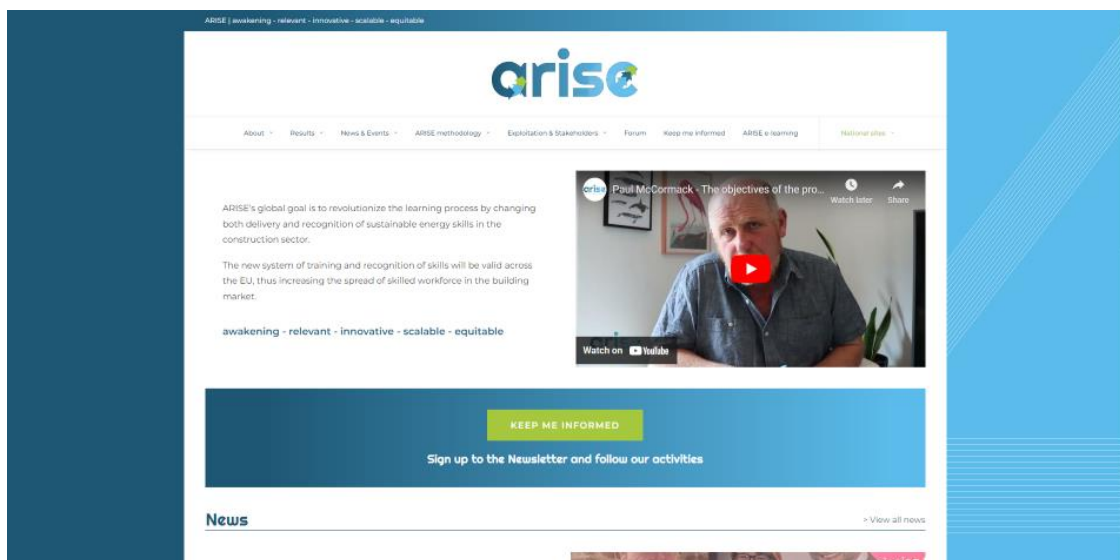 ARISE | awakening - relevant - innovative - scalable - equitable
arise
About Results News & Events ARISE methodology Exploitation & Stakeholders Forum Keep me informed ARISE e-learning National sites
arise Paul McCormack - The objectives of the pro...
Watch later Share
ARISE's global goal is to revolutionize the learning process by changing
both delivery and recognition of sustainable energy skills in the
construction sector.
The new system of training and recognition of skills will be valid across
the EU, thus increasing the spread of skilled workforce in the building
market.
awakening - relevant - innovative - scalable - equitable
Watch on YouTube
KEEP ME INFORMED
Sign up to the Newsletter and follow our activities
News
> View all news